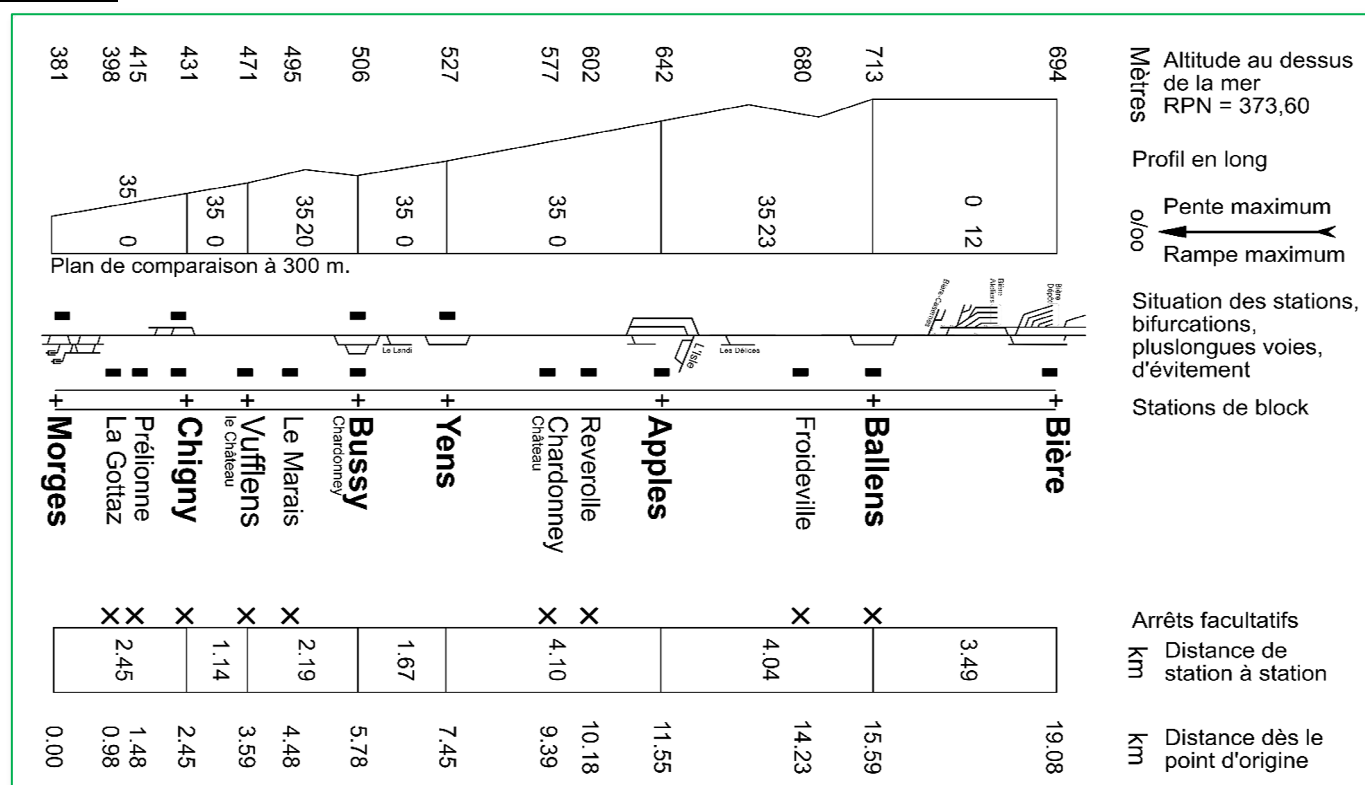 381
398
415
431
471
495
506
527
577
602
642
680
713
694
Mètres
Altitude au dessus
de la mer
RPN = 373,60
Profil en long
35
0
35
0
35 20
35
0
35
0
35 23
0
12
o/oo
Pente maximum
Rampe maximum
Plan de comparaison à 300 m.
Le Landi
L'Isle
Les Délices
Bière-Casernes
Bière
Ateliers
Bière
Dépôt
Situation des stations,
bifurcations,
pluslongues voies,
d'évitement
Stations de block
Morges
La Gottaz
Prélionne
Chigny
Vufflens
le Château
Le Marais
Bussy
Chardonney
Yens
Chardonney
Château
Reverolle
Apples
Froideville
Ballens
Bière
Arrêts facultatifs
2.45
1.14
2.19
1.67
4.10
4.04
3.49
km
Distance de
station à station
0.00
0.98
1.48
2.45
3.59
4.48
5.78
7.45
9.39
10.18
11.55
14.23
15.59
19.08
km
Distance dès le
point d'origine